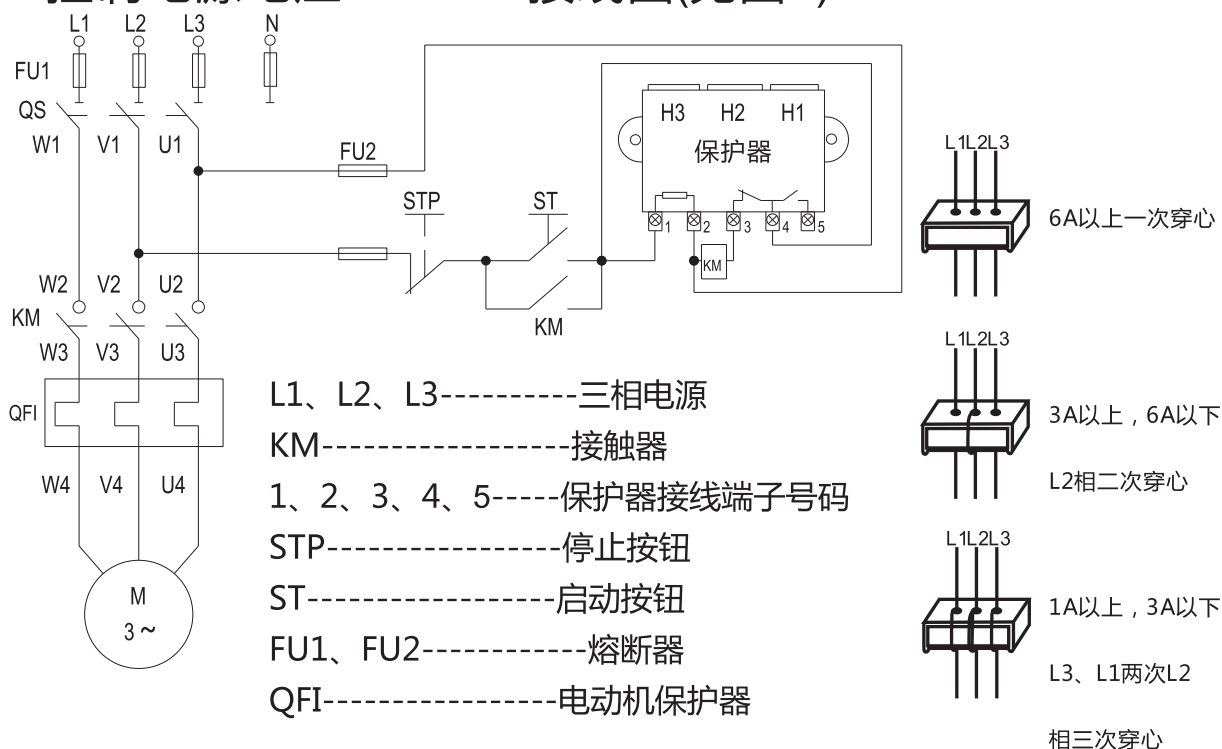 L1 L2 L3 N
FU1
QS
W1 V1 U1
FU2
H3 H2 H1
保护器
STP ST
1 2 3 4 5
KM
W2 V2 U2
KM
KM
W3 V3 U3
QFI
W4 V4 U4
M
3 ~
L1、L2、L3---------三相电源
KM----------------接触器
1、2、3、4、5-----保护器接线端子号码
STP---------------停止按钮
ST----------------启动按钮
FU1、FU2----------熔断器
QFI---------------电动机保护器
L1L2L3
6A以上一次穿心
L1L2L3
3A以上，6A以下
L2相二次穿心
L1L2L3
1A以上，3A以下
L3、L1两次L2
相三次穿心